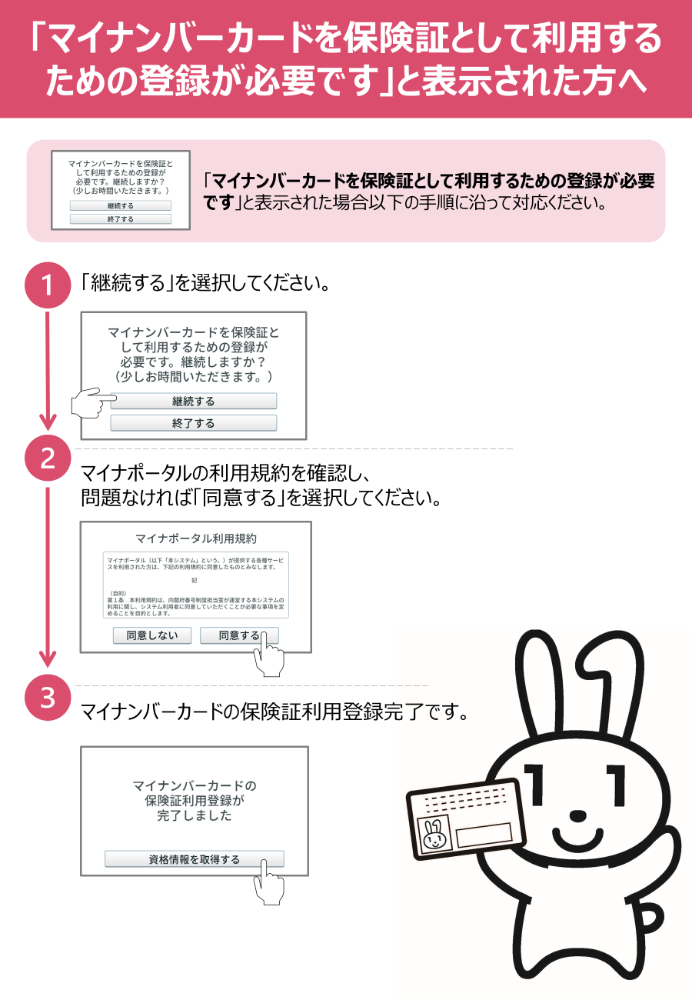 「マイナンバーカードを保険証として利用する
ための登録が必要です」と表示された方へ
マイナンバーカードを保険証と
して利用するための登録が
必要です。継続しますか？
（少しお時間いただきます。）
継続する
終了する
「マイナンバーカードを保険証として利用するための登録が必要
です」と表示された場合以下の手順に沿って対応ください。
1
「継続する」を選択してください。
マイナンバーカードを保険証と
して利用するための登録が
必要です。継続しますか？
（少しお時間いただきます。）
継続する
終了する
2
マイナポータルの利用規約を確認し、
問題なければ「同意する」を選択してください。
マイナポータル利用規約
マイナポータル（以下「本システム」という。）が提供する各種サービ
スを利用された方は、下記の利用規約に同意したものとみなします。
記
（目的）
第１条　本利用規約は、内閣府番号制度担当室が運営する本システムの
利用に関し、システム利用者に同意していただくことが必要な事項を定
めることを目的とします。
同意しない
同意する
3
マイナンバーカードの保険証利用登録完了です。
マイナンバーカードの
保険証利用登録が
完了しました
資格情報を取得する